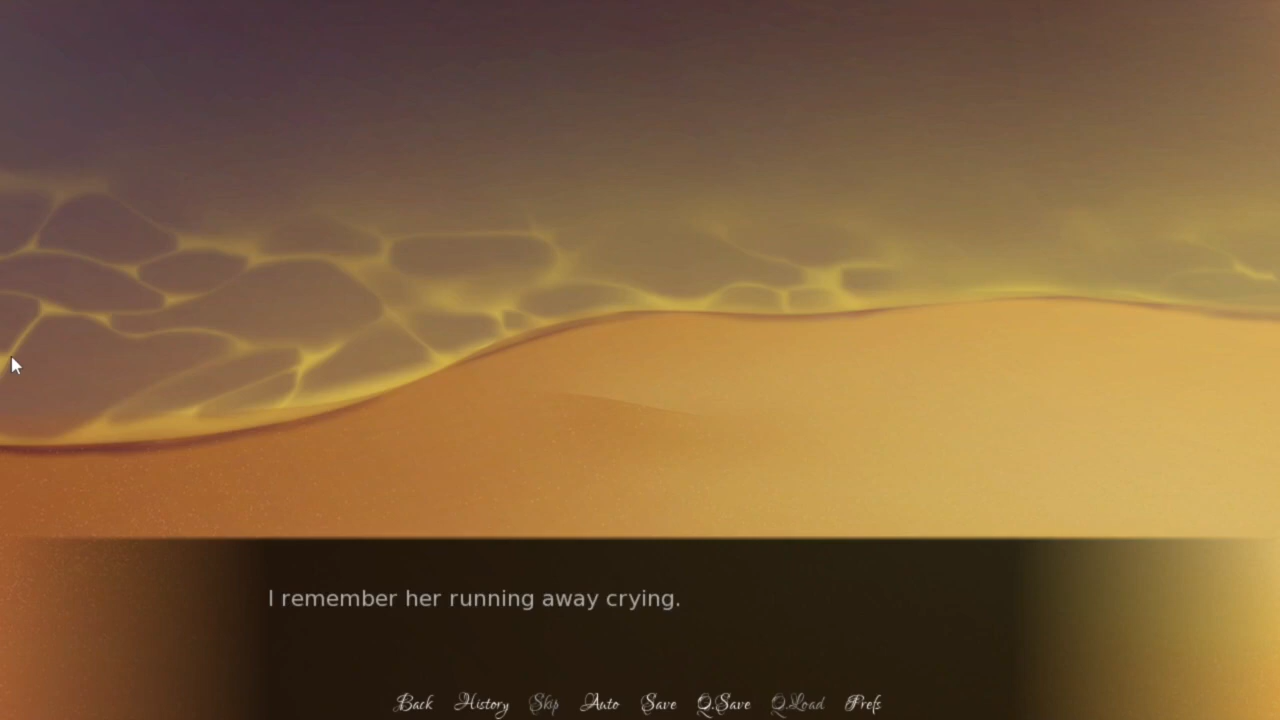 I remember her running away crying.
Back History Skip Auto Save Q.Save Q.Load Prefs